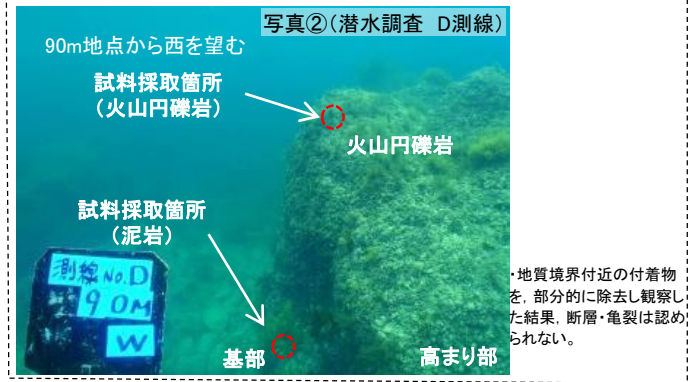 写真②(潜水調査 D測線)
90m地点から西を望む
試料採取箇所
(火山円礫岩)
火山円礫岩
試料採取箇所
(泥岩)
測線No.D
90M
W
基部
高まり部
・地質境界付近の付着物
を，部分的に除去し観察し
た結果，断層・亀裂は認め
られない。